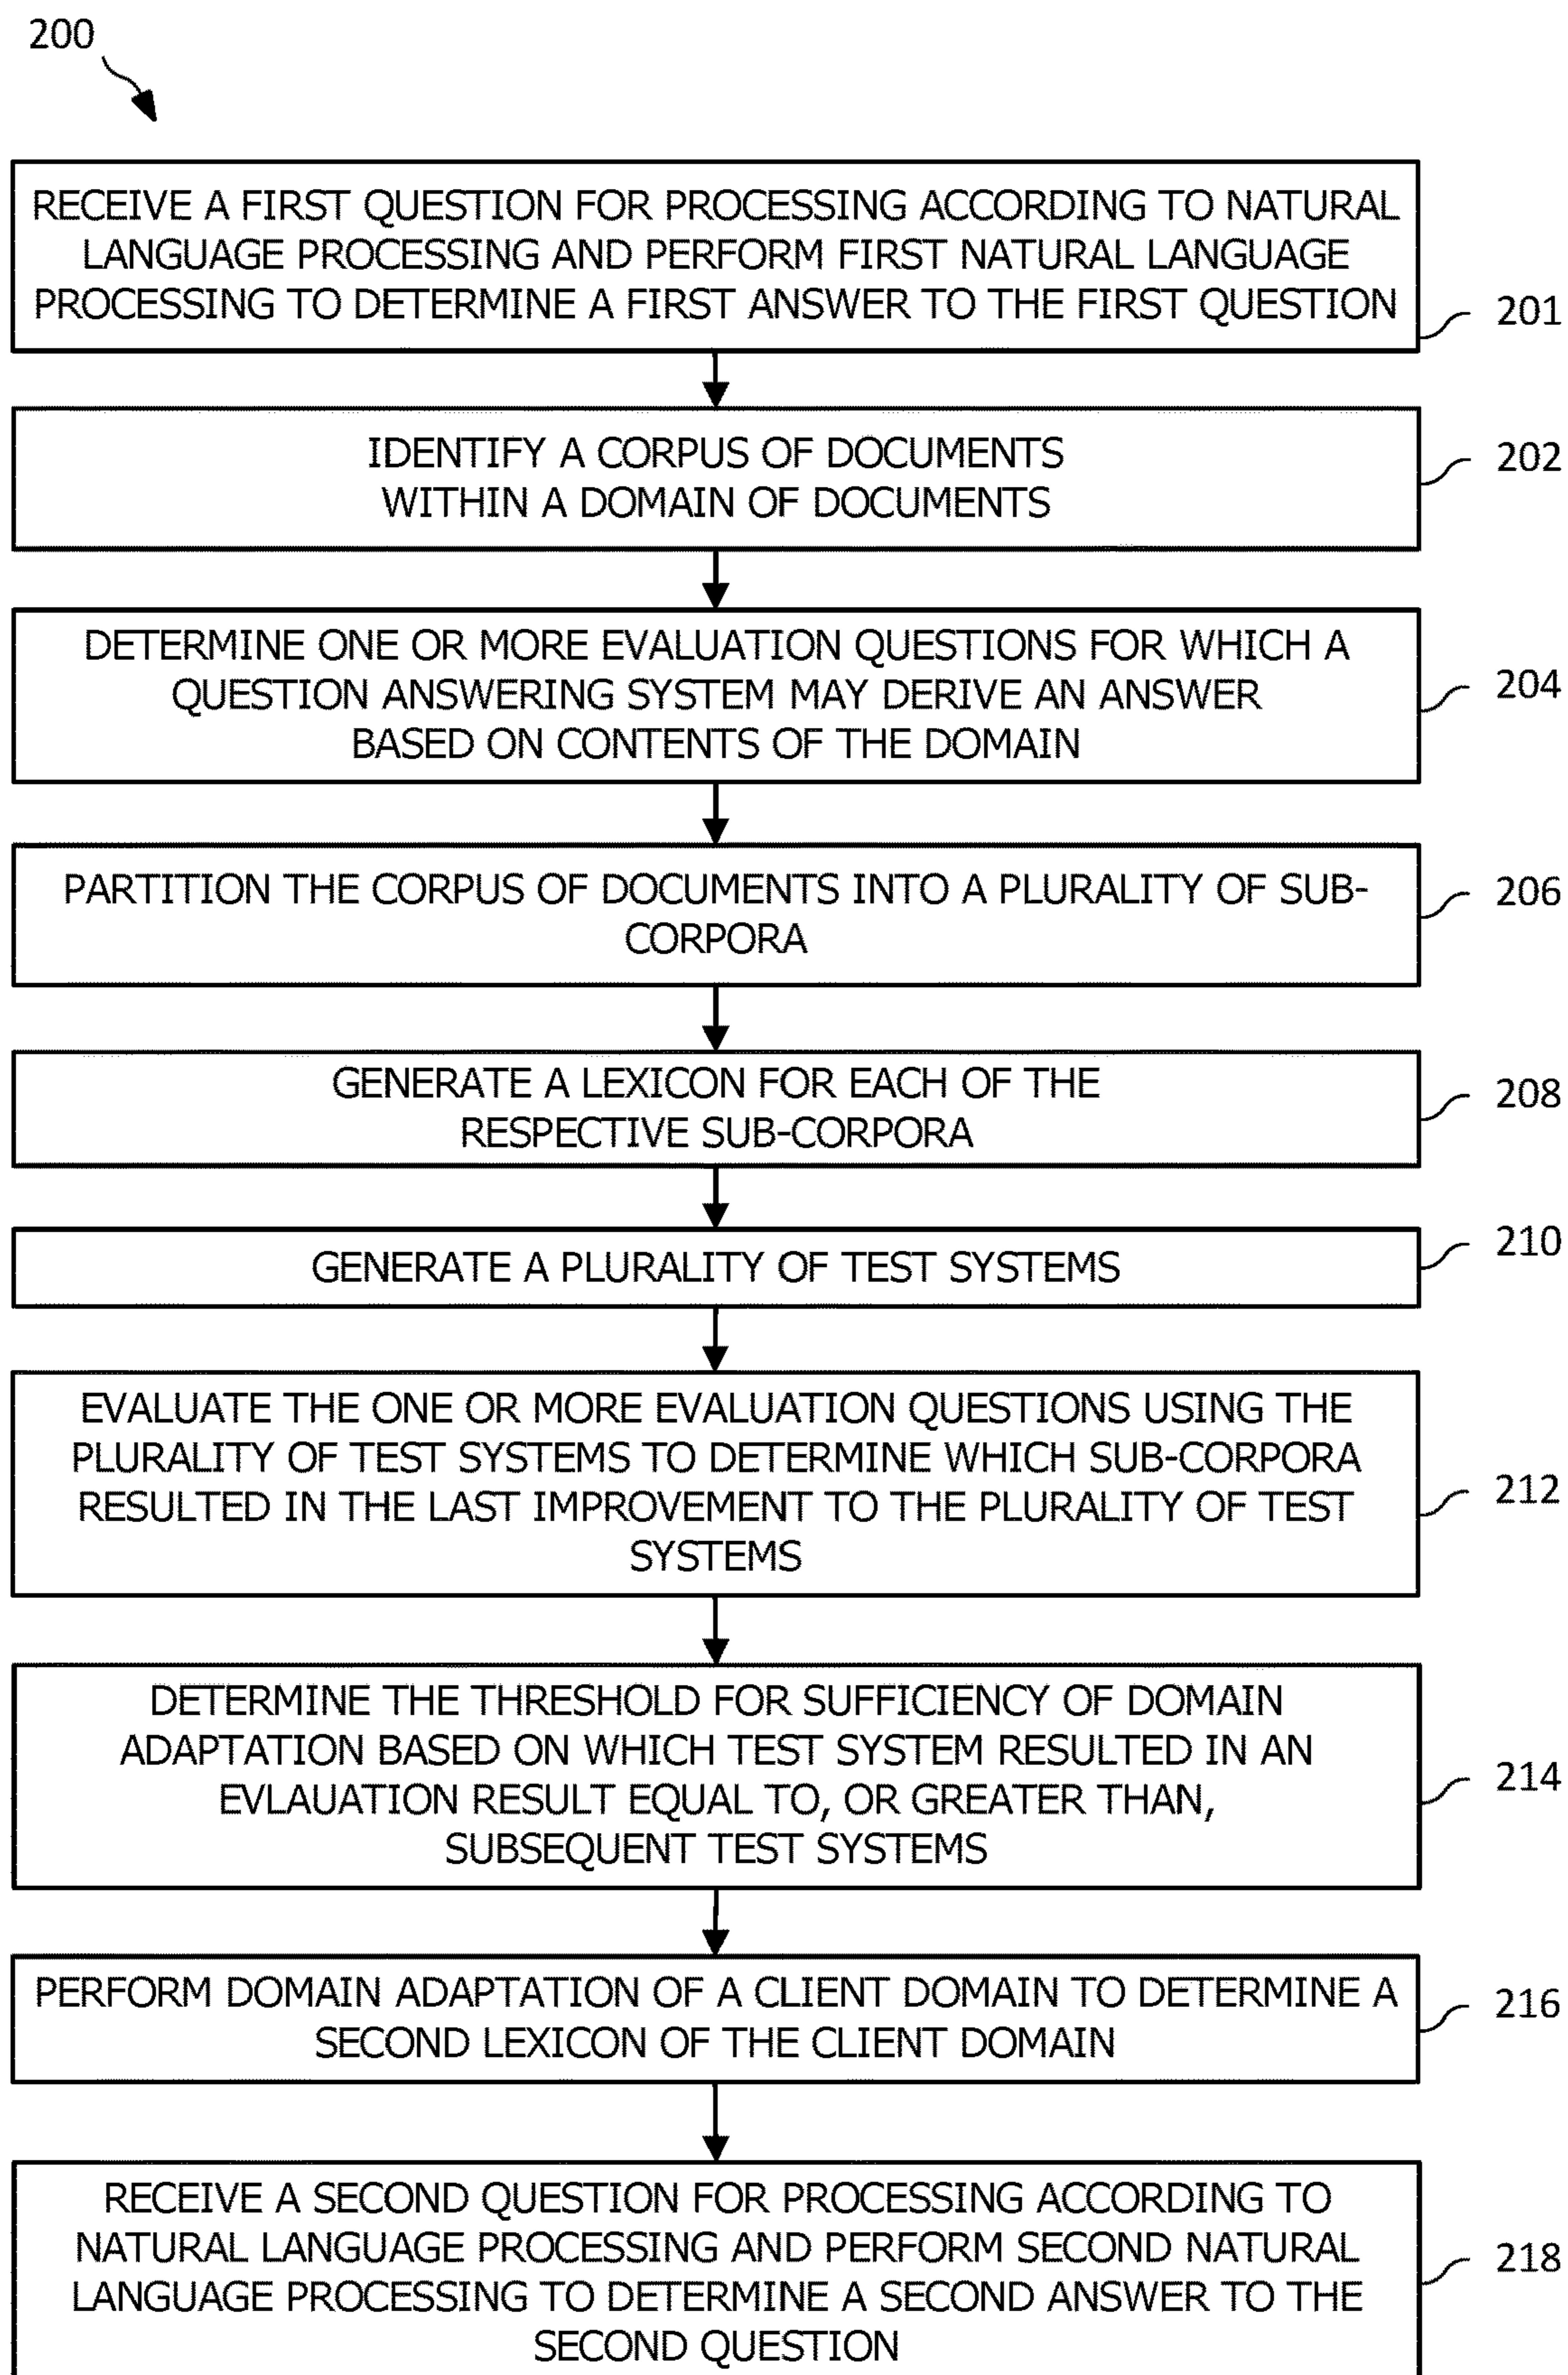 200
RECEIVE A FIRST QUESTION FOR PROCESSING ACCORDING TO NATURAL
LANGUAGE PROCESSING AND PERFORM FIRST NATURAL LANGUAGE
PROCESSING TO DETERMINE A FIRST ANSWER TO THE FIRST QUESTION
201
IDENTIFY A CORPUS OF DOCUMENTS
WITHIN A DOMAIN OF DOCUMENTS
202
DETERMINE ONE OR MORE EVALUATION QUESTIONS FOR WHICH A
QUESTION ANSWERING SYSTEM MAY DERIVE AN ANSWER
BASED ON CONTENTS OF THE DOMAIN
204
PARTITION THE CORPUS OF DOCUMENTS INTO A PLURALITY OF SUB-
CORPORA
206
GENERATE A LEXICON FOR EACH OF THE
RESPECTIVE SUB-CORPORA
208
GENERATE A PLURALITY OF TEST SYSTEMS
210
EVALUATE THE ONE OR MORE EVALUATION QUESTIONS USING THE
PLURALITY OF TEST SYSTEMS TO DETERMINE WHICH SUB-CORPORA
RESULTED IN THE LAST IMPROVEMENT TO THE PLURALITY OF TEST
SYSTEMS
212
DETERMINE THE THRESHOLD FOR SUFFICIENCY OF DOMAIN
ADAPTATION BASED ON WHICH TEST SYSTEM RESULTED IN AN
EVLAUATION RESULT EQUAL TO, OR GREATER THAN,
SUBSEQUENT TEST SYSTEMS
214
PERFORM DOMAIN ADAPTATION OF A CLIENT DOMAIN TO DETERMINE A
SECOND LEXICON OF THE CLIENT DOMAIN
216
RECEIVE A SECOND QUESTION FOR PROCESSING ACCORDING TO
NATURAL LANGUAGE PROCESSING AND PERFORM SECOND NATURAL
LANGUAGE PROCESSING TO DETERMINE A SECOND ANSWER TO THE
SECOND QUESTION
218